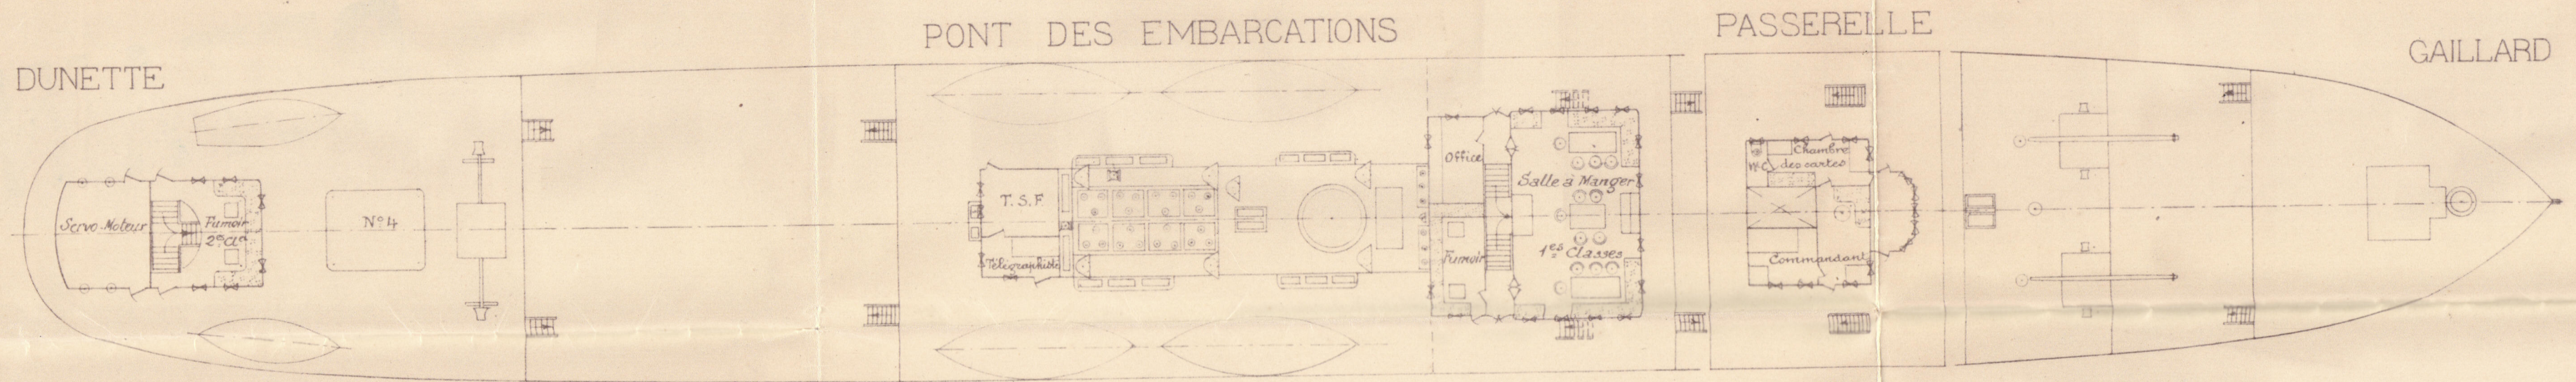 DUNETTE
PONT DES EMBARCATIONS
PASSERELLE
GAILLARD
Servo-Moteur
Fumoir
2e Cl.
N°4
T.S.F.
Télégraphiste
Office
Fumoir
Salle à Manger
1es Classes
W.C.
Chambre
des cartes
Commandant